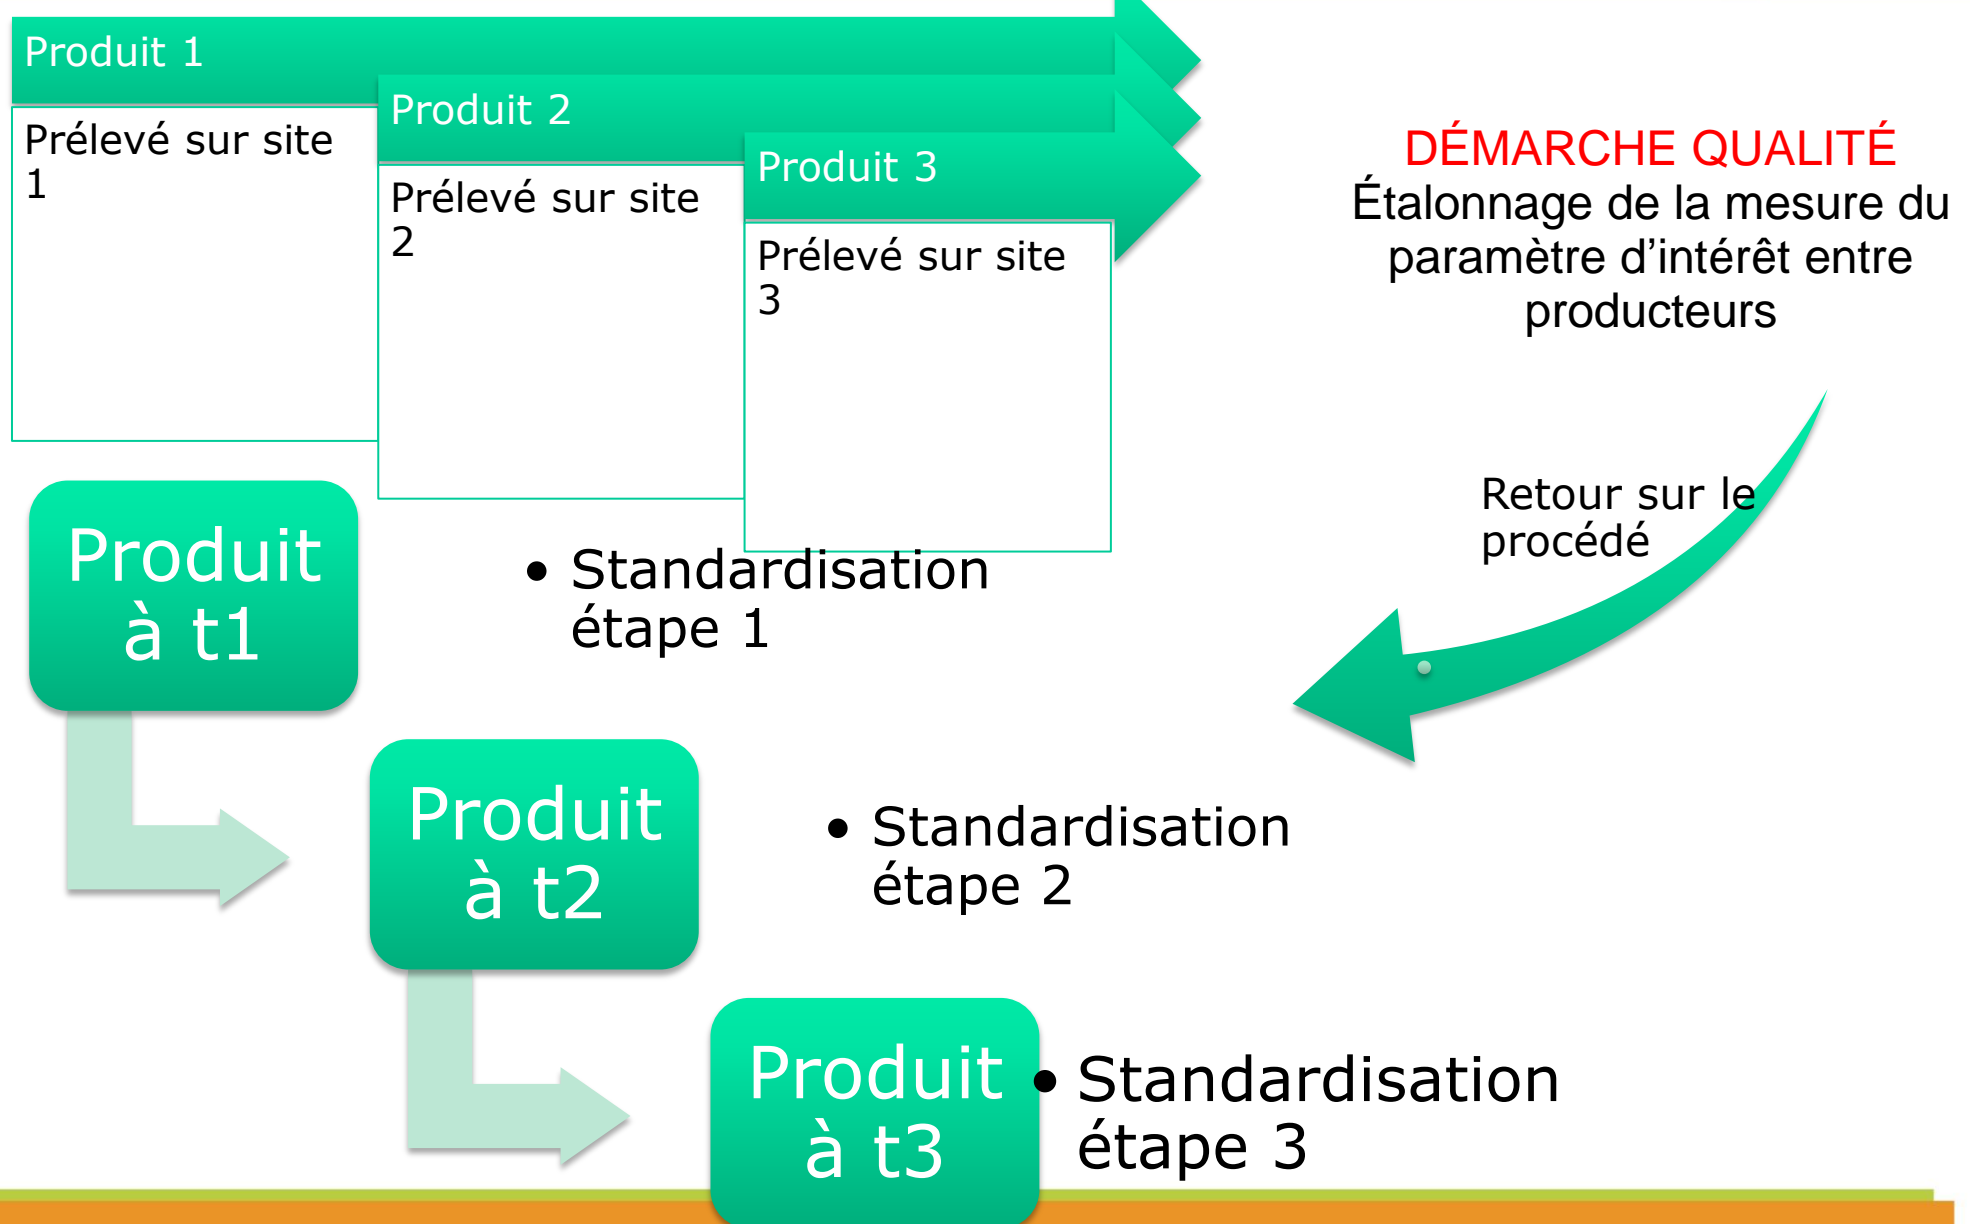 Produit 1
Prélevé sur site
1
Produit 2
Prélevé sur site
2
Produit 3
Prélevé sur site
3
DÉMARCHE QUALITÉ
Étalonnage de la mesure du
paramètre d’intérêt entre
producteurs
Retour sur le
procédé
Produit
à t1
• Standardisation
étape 1
Produit
à t2
• Standardisation
étape 2
Produit
à t3
• Standardisation
étape 3